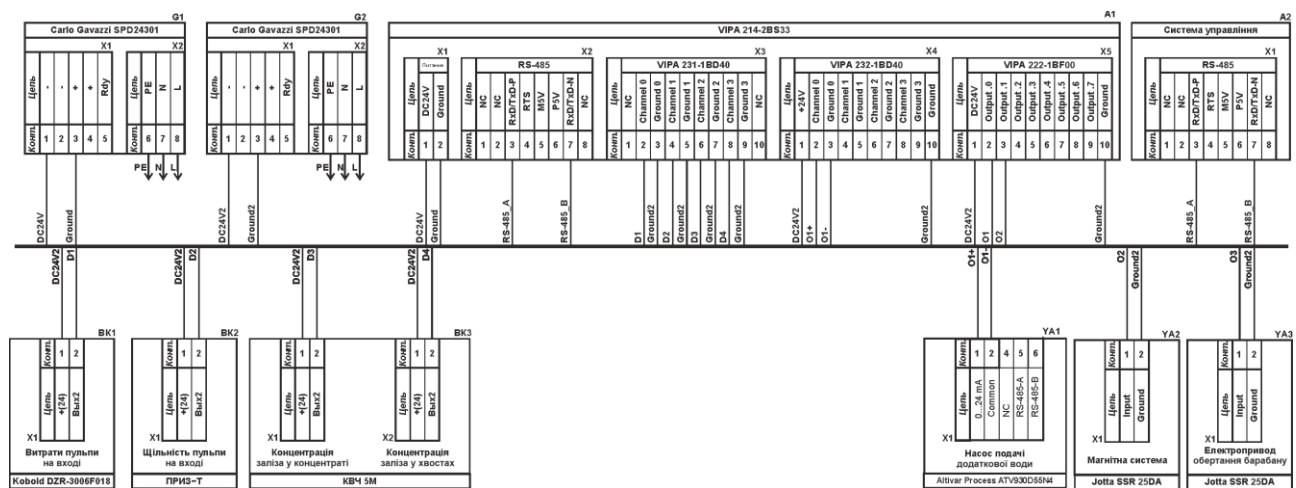 G1
Carlo Gavazzi SPD24301
X1 X2
Цепь - - + + Rdy
Цепь PE N L
Конт. 1 2 3 4 5
Конт. 6 7 8
PE N L
G2
Carlo Gavazzi SPD24301
X1 X2
Цепь - - + + Rdy
Цепь PE N L
Конт. 1 2 3 4 5
Конт. 6 7 8
PE N L
A1
VIPA 214-2BS33
X1
Питание
Цепь DC24V Ground
Конт. 1 2
X2
RS-485
Цепь NC NC RxD/TxD-P RTS M5V P5V RxD/TxD-N NC
Конт. 1 2 3 4 5 6 7 8
X3
VIPA 231-1BD40
Цепь NC Channel 0 Ground 0 Channel 1 Ground 1 Channel 2 Ground 2 Channel 3 Ground 3 NC
Конт. 1 2 3 4 5 6 7 8 9 10
X4
VIPA 232-1BD40
Цепь +24V Channel 0 Ground 0 Channel 1 Ground 1 Channel 2 Ground 2 Channel 3 Ground 3 Ground
Конт. 1 2 3 4 5 6 7 8 9 10
X5
VIPA 222-1BF00
Цепь DC24V Output .0 Output .1 Output .2 Output .3 Output .4 Output .5 Output .6 Output .7 Ground
Конт. 1 2 3 4 5 6 7 8 9 10
A2
Система управління
X1
RS-485
Цепь NC NC RxD/TxD-P RTS M5V P5V RxD/TxD-N NC
Конт. 1 2 3 4 5 6 7 8
DC24V Ground DC24V2 Ground2 DC24V Ground RS-485_A RS-485_B D1 Ground2 D2 Ground2 D3 Ground2 D4 Ground2 DC24V2 O1+ O1- Ground2 DC24V2 O1 O2 Ground2 RS-485_A RS-485_B
DC24V2 D1 DC24V2 D2 DC24V2 D3 DC24V2 D4 O1+ O1- O2 Ground2 O3 Ground2
BK1
Конт. 1 2
Цепь +(24) Вых2
X1
Витрати пульпи
на вході
Kobold DZR-3006F018
BK2
Конт. 1 2
Цепь +(24) Вых2
X1
Щільність пульпи
на вході
ПРИЗ-Т
BK3
Конт. 1 2
Цепь +(24) Вых2
X1
Концентрація
заліза у концентраті
Конт. 1 2
Цепь +(24) Вых2
X2
Концентрація
заліза у хвостах
КВЧ 5М
YA1
Конт. 1 2 4 5 6
Цепь 0...24 mA Common NC RS-485-A RS-485-B
X1
Насос подачі
додаткової води
Altivar Process ATV930D55N4
YA2
Конт. 1 2
Цепь Input Ground
X1
Магнітна система
Jotta SSR 25DA
YA3
Конт. 1 2
Цепь Input Ground
X1
Електропривод
обертання барабану
Jotta SSR 25DA